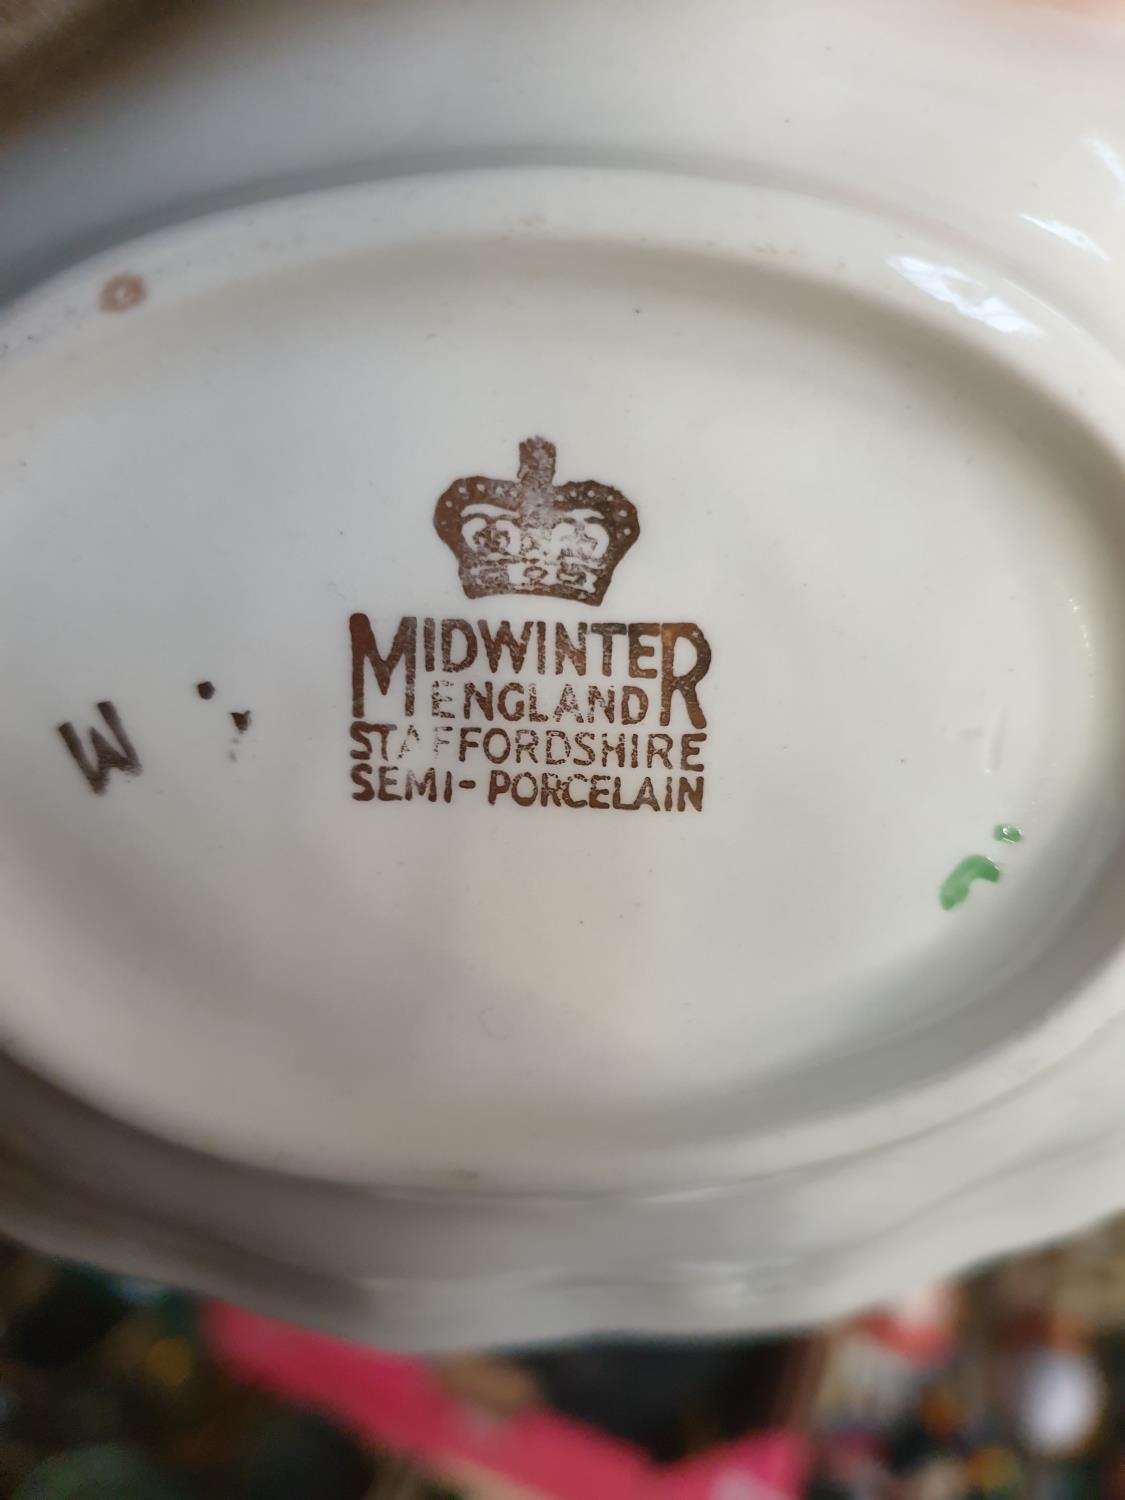 MIDWINTER
ENGLAND
STAFFORDSHIRE
SEMI-PORCELAIN